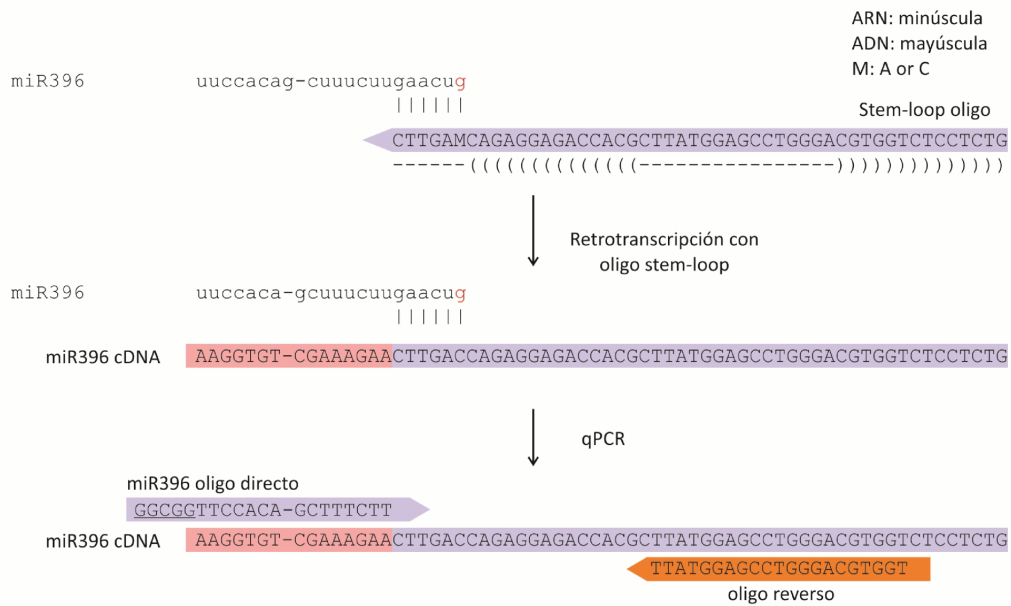 ARN: minúscula
ADN: mayúscula
M: A or C
miR396 uuccacag-cuuucuugaacug
||||||
Stem-loop oligo
CTTGAMCAGAGGAGACCACGCTTATGGAGCCTGGGACGTGGTCTCCTCTG
------((((((((((((((----------------))))))))))))))
Retrotranscripción con
oligo stem-loop
miR396 uuccaca-gcuuucuugaacug
||||||
miR396 cDNA AAGGTGT-CGAAAGAACTTGACCAGAGGAGACCACGCTTATGGAGCCTGGGACGTGGTCTCCTCTG
qPCR
miR396 oligo directo
GGCGGTTCCACA-GCTTTCTT
miR396 cDNA AAGGTGT-CGAAAGAACTTGACCAGAGGAGACCACGCTTATGGAGCCTGGGACGTGGTCTCCTCTG
TTATGGAGCCTGGGACGTGGT
oligo reverso